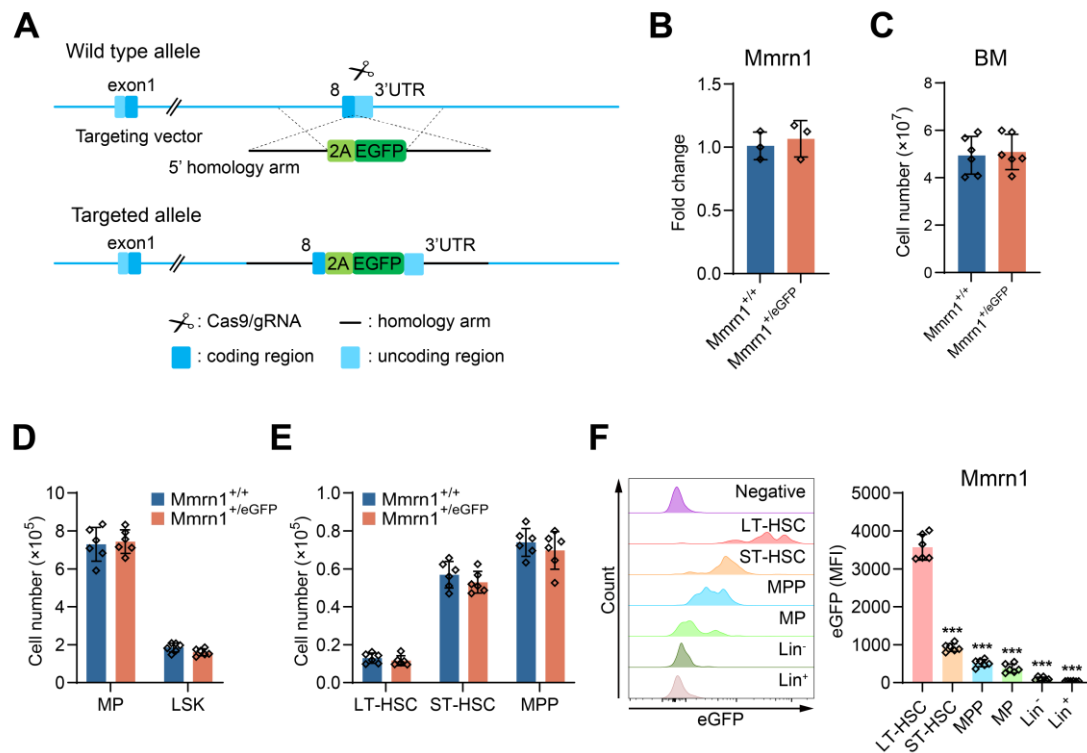 A
Wild type allele
exon1
8
3'UTR
Targeting vector
2A EGFP
5' homology arm
Targeted allele
exon1
8
3'UTR
2A EGFP
: Cas9/gRNA
: homology arm
: coding region
: uncoding region
B
Mmrn1
Fold change
1.5
1.0
0.5
0.0
Mmrn1+/+
Mmrn1+/eGFP
C
BM
Cell number (×10⁷)
8
6
4
2
0
Mmrn1+/+
Mmrn1+/eGFP
D
Cell number (×10⁵)
10
8
6
4
2
0
Mmrn1+/+
Mmrn1+/eGFP
MP
LSK
E
Cell number (×10⁵)
1.0
0.8
0.6
0.4
0.2
0.0
Mmrn1+/+
Mmrn1+/eGFP
LT-HSC
ST-HSC
MPP
F
Count
Negative
LT-HSC
ST-HSC
MPP
MP
Lin-
Lin+
eGFP
Mmrn1
eGFP (MFI)
5000
4000
3000
2000
1000
0
*** *** *** *** ***
LT-HSC
ST-HSC
MPP
MP
Lin-
Lin+